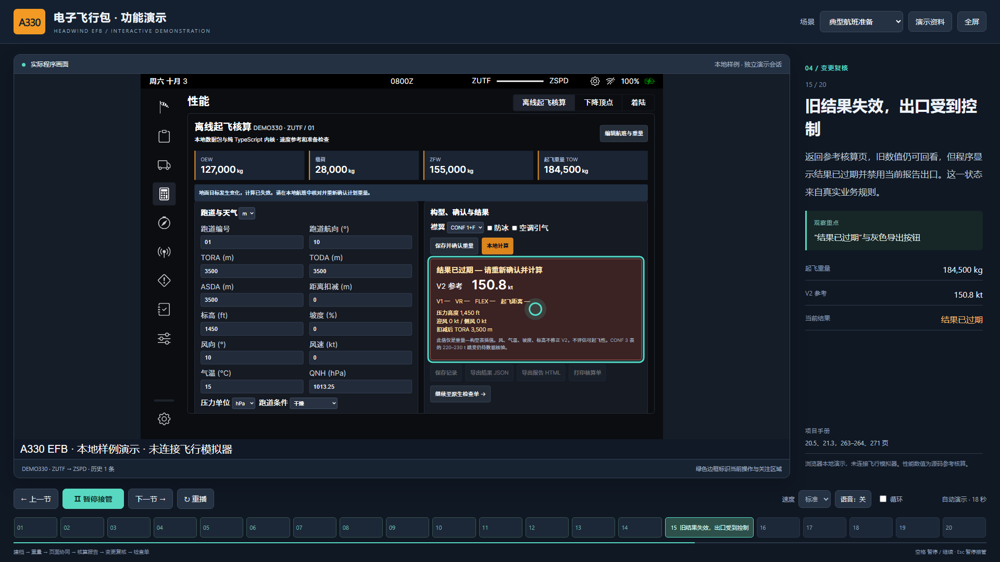 A330
电子飞行包 · 功能演示
HEADWIND EFB / INTERACTIVE DEMONSTRATION
场景
典型航班准备
演示资料
全屏
实际程序画面
本地样例 · 独立演示会话
周六 十月 3
0800Z
ZUTF
ZSPD
100%
性能
离线起飞核算
下降顶点
着陆
离线起飞核算 DEMO330 · ZUTF / 01
本地数据包与纯 TypeScript 内核 · 速度参考和准备检查
编辑航班与重量
OEW
127,000 kg
载荷
28,000 kg
ZFW
155,000 kg
起飞重量 TOW
184,500 kg
地面目标发生变化，计算已失效。请在本地航班中核对并重新确认计划重量。
跑道与天气 m
跑道编号
01
跑道航向 (°)
10
TORA (m)
3500
TODA (m)
3500
ASDA (m)
3500
距离扣减 (m)
0
标高 (ft)
1450
坡度 (%)
0
风向 (°)
10
风速 (kt)
0
气温 (°C)
15
QNH (hPa)
1013.25
压力单位 hPa 跑道条件 干燥
构型、确认与结果
襟翼 CONF 1+F 防冰 空调引气
保存并确认重量
本地计算
结果已过期 — 请重新确认并计算
V2 参考 150.8 kt
V1 — VR — FLEX — 起飞距离 —
压力高度 1,450 ft
迎风 0 kt / 侧风 0 kt
扣减后 TORA 3,500 m
此值仅是重量—构型表插值。风、气温、坡度、标高不修正 V2，不评估可起飞性。CONF 3 表
的 220–230 t 跳变仍待数据核验。
保存记录
导出结果 JSON
导出报告 HTML
打印核算单
继续至原生检查单 →
A330 EFB · 本地样例演示 · 未连接飞行模拟器
DEMO330 · ZUTF → ZSPD · 历史 1 条
绿色边框标识当前操作与关注区域
04 / 变更复核
15 / 20
旧结果失效，出口受到控
制
返回参考核算页，旧数值仍可回看，但程序显
示结果已过期并禁用当前报告出口。这一状态
来自真实业务规则。
观察重点
“结果已过期”与灰色导出按钮
起飞重量
184,500 kg
V2 参考
150.8 kt
当前结果
结果已过期
项目手册
20.5、21.3，263–264、271 页
浏览器本地演示，未连接飞行模拟器。性能数值为源码参考核算。
← 上一节
暂停接管
下一节 →
↻ 重播
速度
标准
语音：关
循环
自动演示 · 18 秒
01
02
03
04
05
06
07
08
09
10
11
12
13
14
15 旧结果失效，出口受到控制
16
17
18
19
20
建档 → 重量 → 页面协同 → 核算报告 → 变更复核 → 检查单
空格 暂停 / 继续 · Esc 暂停接管